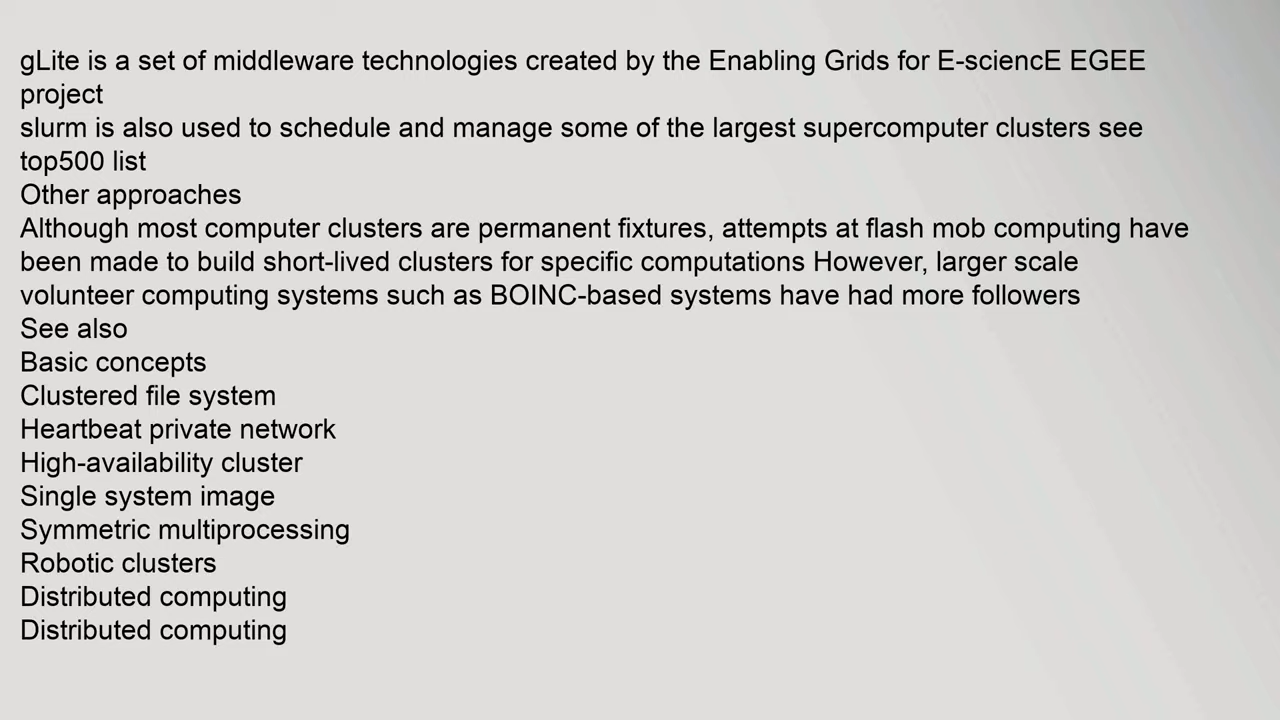 gLite is a set of middleware technologies created by the Enabling Grids for E-sciencE EGEE
project
slurm is also used to schedule and manage some of the largest supercomputer clusters see
top500 list
Other approaches
Although most computer clusters are permanent fixtures, attempts at flash mob computing have
been made to build short-lived clusters for specific computations However, larger scale
volunteer computing systems such as BOINC-based systems have had more followers
See also
Basic concepts
Clustered file system
Heartbeat private network
High-availability cluster
Single system image
Symmetric multiprocessing
Robotic clusters
Distributed computing
Distributed computing